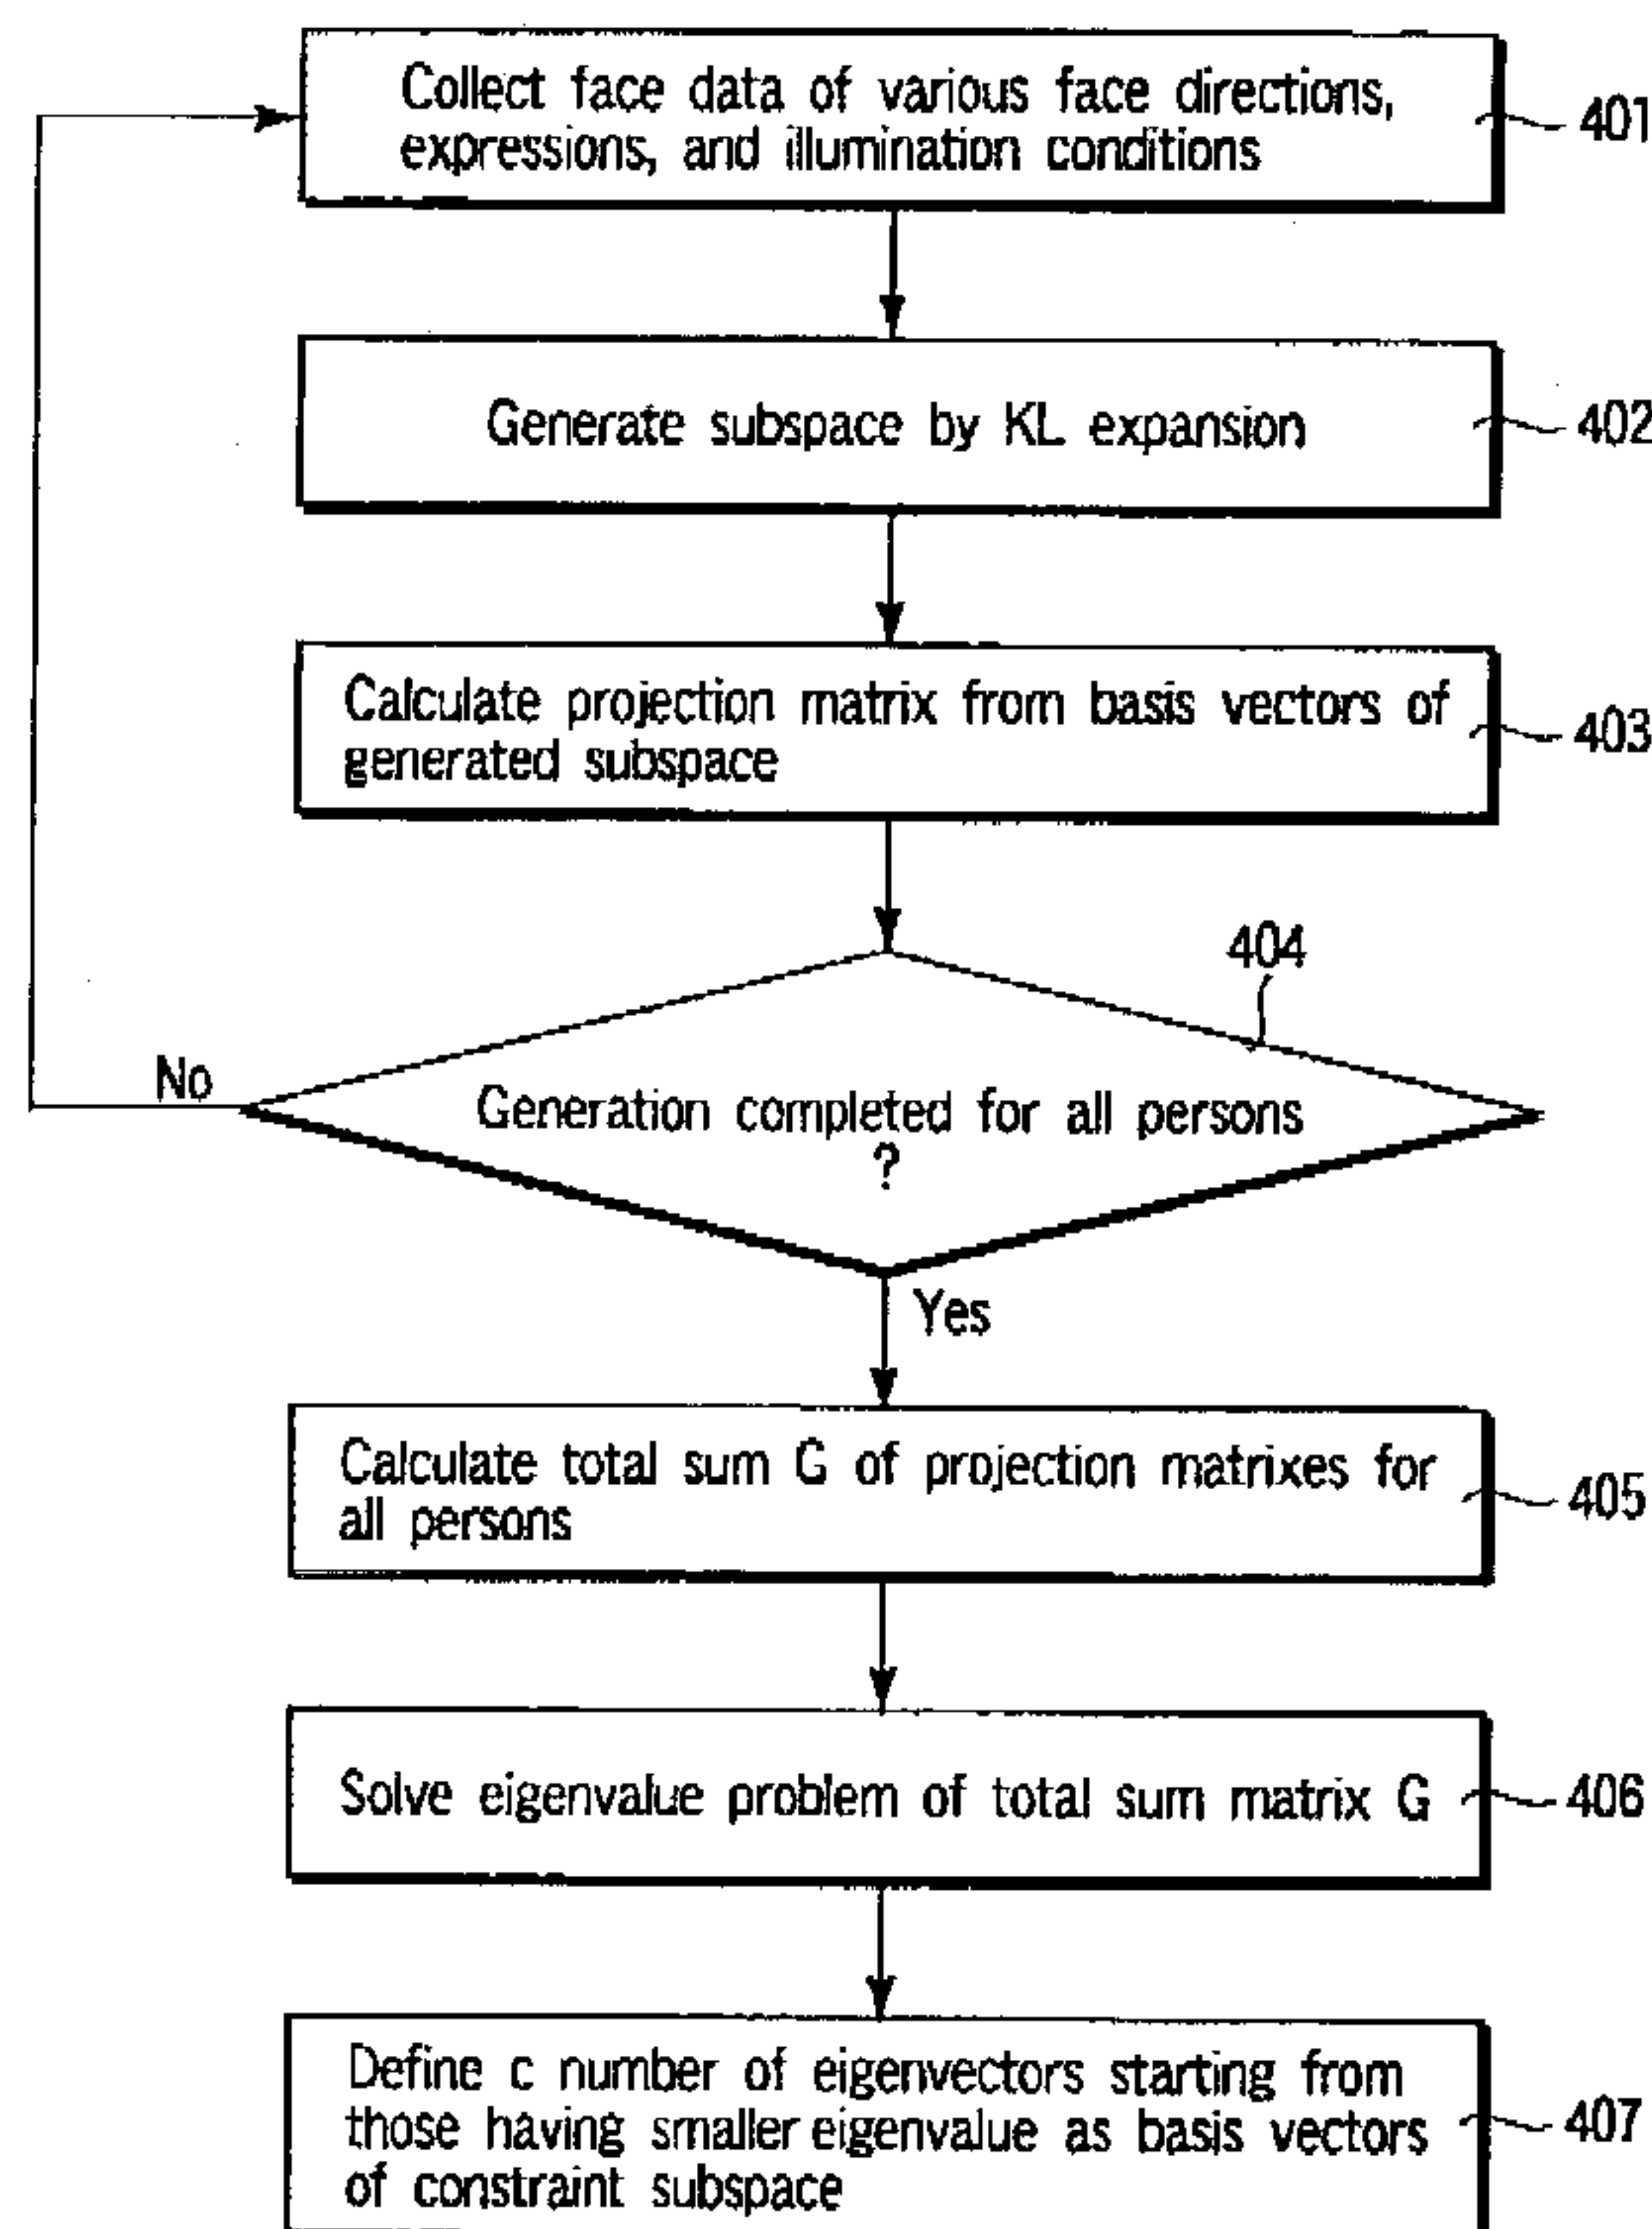 Collect face data of various face directions,
expressions, and illumination conditions
401
Generate subspace by KL expansion
402
Calculate projection matrix from basis vectors of
generated subspace
403
404
No
Generation completed for all persons
?
Yes
Calculate total sum G of projection matrixes for
all persons
405
Solve eigenvalue problem of total sum matrix G
406
Define c number of eigenvectors starting from
those having smaller eigenvalue as basis vectors
of constraint subspace
407